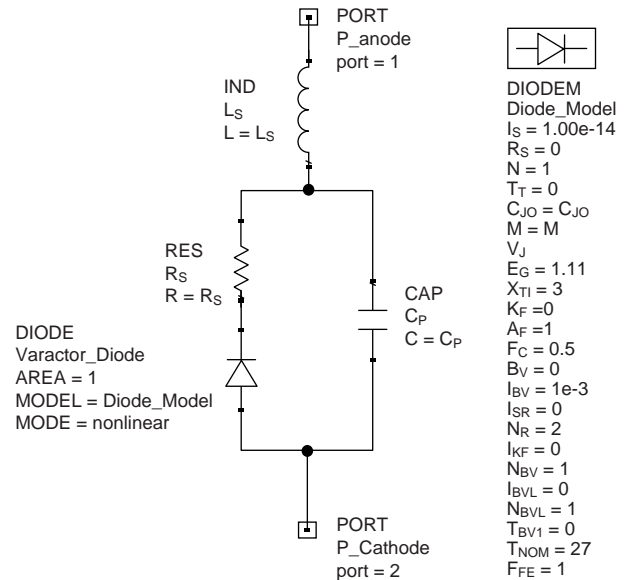 PORT
P_anode
port = 1
IND
LS
L = LS
RES
RS
R = RS
CAP
CP
C = CP
DIODE
Varactor_Diode
AREA = 1
MODEL = Diode_Model
MODE = nonlinear
PORT
P_Cathode
port = 2
DIODEM
Diode_Model
IS = 1.00e-14
RS = 0
N = 1
TT = 0
CJO = CJO
M = M
VJ
EG = 1.11
XTI = 3
KF =0
AF =1
FC = 0.5
BV = 0
IBV = 1e-3
ISR = 0
NR = 2
IKF = 0
NBV = 1
IBVL = 0
NBVL = 1
TBV1 = 0
TNOM = 27
FFE = 1